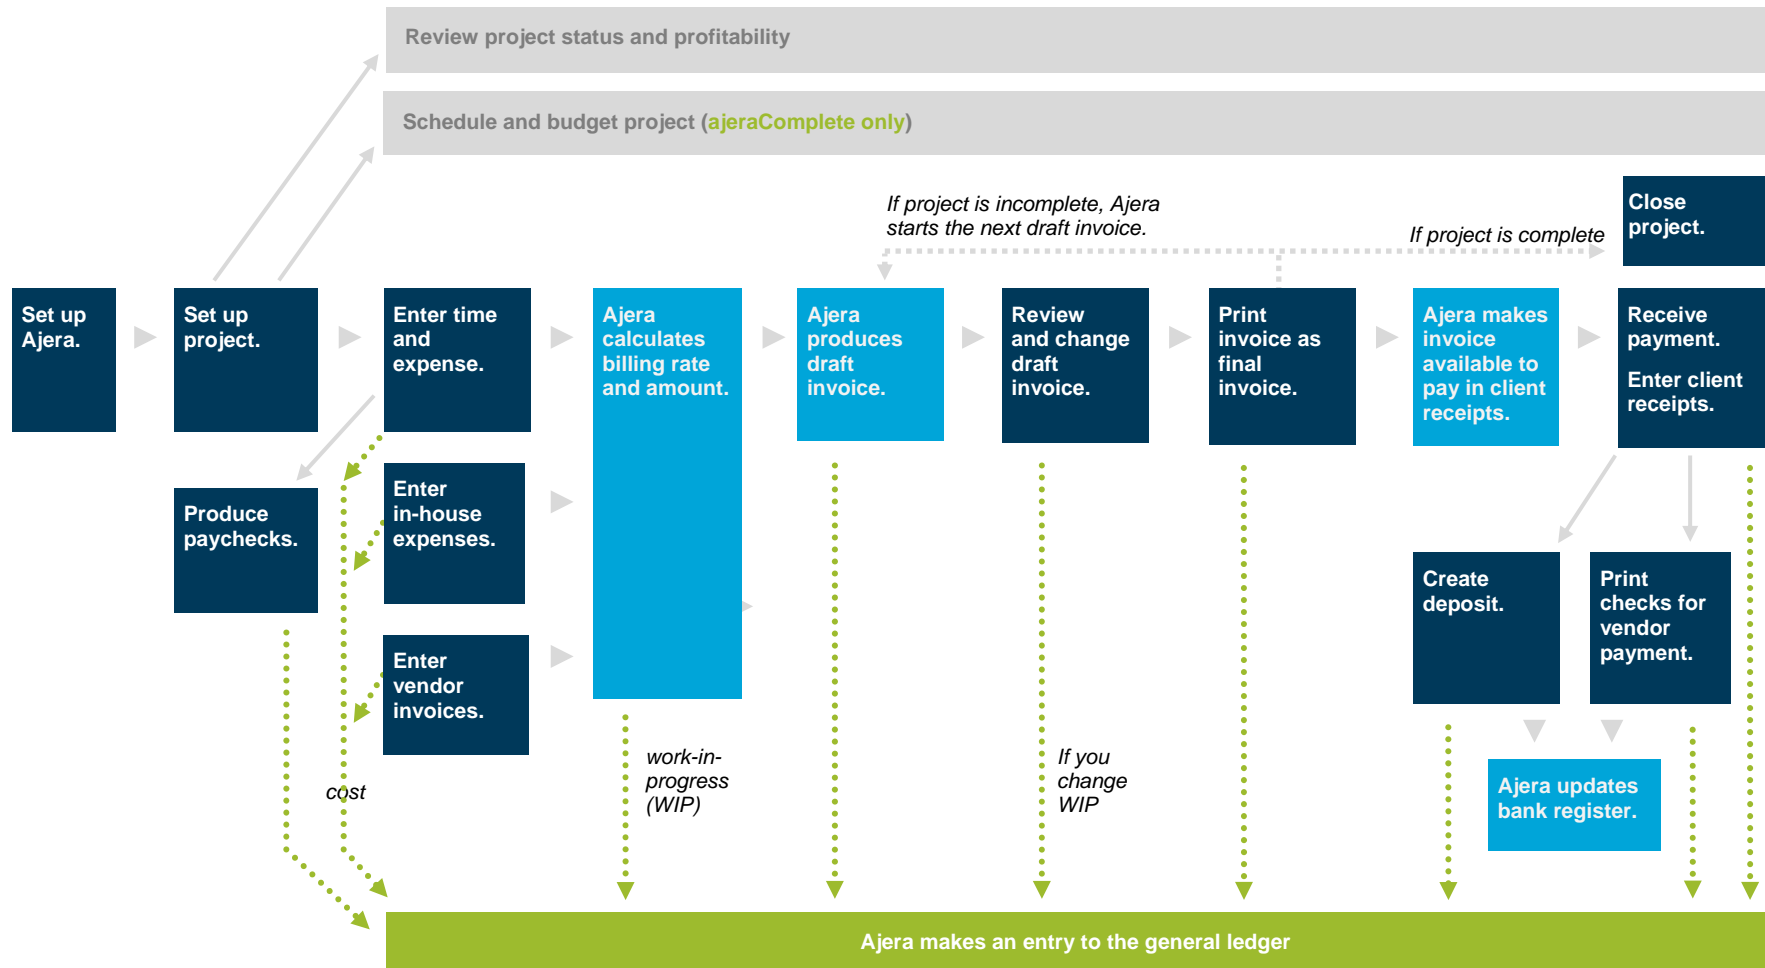 Review project status and profitability
Schedule and budget project (ajeraComplete only)
If project is incomplete, Ajera
starts the next draft invoice.
If project is complete
Close
project.
Set up
Ajera.
Set up
project.
Enter time
and
expense.
Ajera
calculates
billing rate
and amount.
Ajera
produces
draft
invoice.
Review
and change
draft
invoice.
Print
invoice as
final
invoice.
Ajera makes
invoice
available to
pay in client
receipts.
Receive
payment.
Enter client
receipts.
Produce
paychecks.
Enter
in-house
expenses.
Enter
vendor
invoices.
Create
deposit.
Print
checks for
vendor
payment.
cost
work-in-
progress
(WIP)
If you
change
WIP
Ajera updates
bank register.
Ajera makes an entry to the general ledger